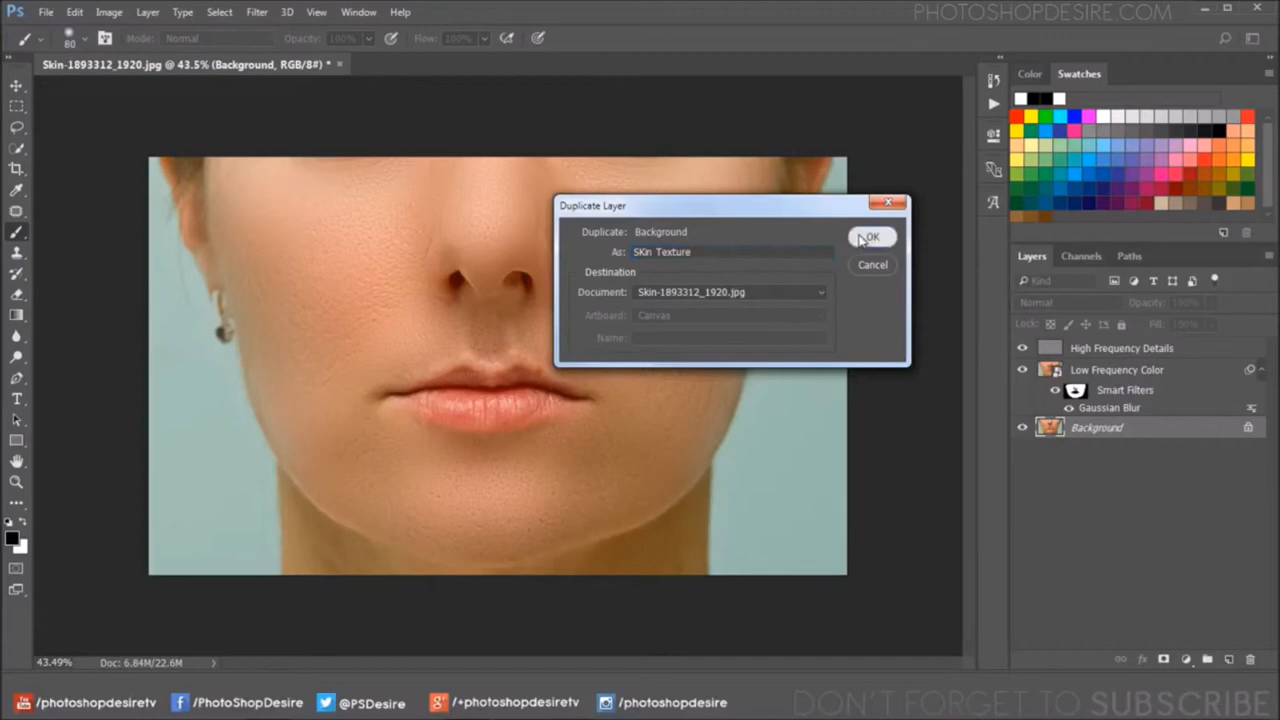 Ps File Edit Image Layer Type Select Filter 3D View Window Help
PHOTOSHOPDESIRE.COM
80 Mode: Normal Opacity: 100% Flow: 100%
Skin-1893312_1920.jpg @ 43.5% (Background, RGB/8#) *
Color Swatches
Duplicate Layer
Duplicate: Background
OK
As: SKin Texture
Cancel
Destination
Document: Skin-1893312_1920.jpg
Artboard: Canvas
Name:
Layers Channels Paths
Kind
Normal Opacity: 100%
Lock: Fill: 100%
High Frequency Details
Low Frequency Color
Smart Filters
Gaussian Blur
Background
43.49% Doc: 6.84M/22.6M
You Tube /photoshopdesiretv /PhotoShopDesire @PSDesire /+photoshopdesiretv /photoshopdesire
DON'T FORGET TO SUBSCRIBE